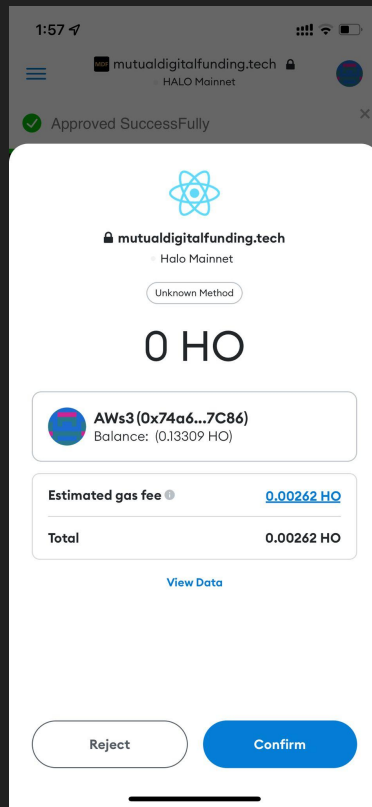 1:57
MDF mutualdigitalfunding.tech
HALO Mainnet
Approved SuccessFully
mutualdigitalfunding.tech
Halo Mainnet
Unknown Method
0 HO
AWs3 (0x74a6...7C86)
Balance: (0.13309 HO)
Estimated gas fee 0.00262 HO
Total 0.00262 HO
View Data
Reject Confirm